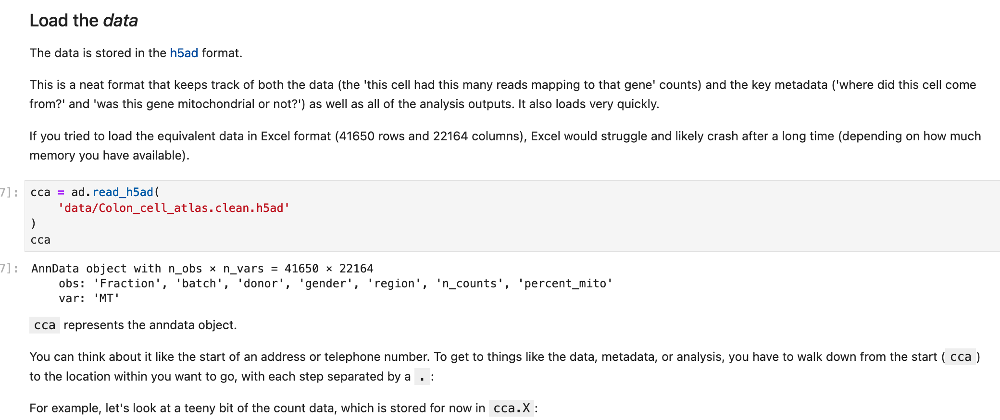 Load the data
The data is stored in the h5ad format.
This is a neat format that keeps track of both the data (the 'this cell had this many reads mapping to that gene' counts) and the key metadata ('where did this cell come
from?' and 'was this gene mitochondrial or not?') as well as all of the analysis outputs. It also loads very quickly.
If you tried to load the equivalent data in Excel format (41650 rows and 22164 columns), Excel would struggle and likely crash after a long time (depending on how much
memory you have available).
7]: cca = ad.read_h5ad(
    'data/Colon_cell_atlas.clean.h5ad'
)
cca
7]: AnnData object with n_obs × n_vars = 41650 × 22164
    obs: 'Fraction', 'batch', 'donor', 'gender', 'region', 'n_counts', 'percent_mito'
    var: 'MT'
cca represents the anndata object.
You can think about it like the start of an address or telephone number. To get to things like the data, metadata, or analysis, you have to walk down from the start ( cca )
to the location within you want to go, with each step separated by a . :
For example, let's look at a teeny bit of the count data, which is stored for now in cca.X :